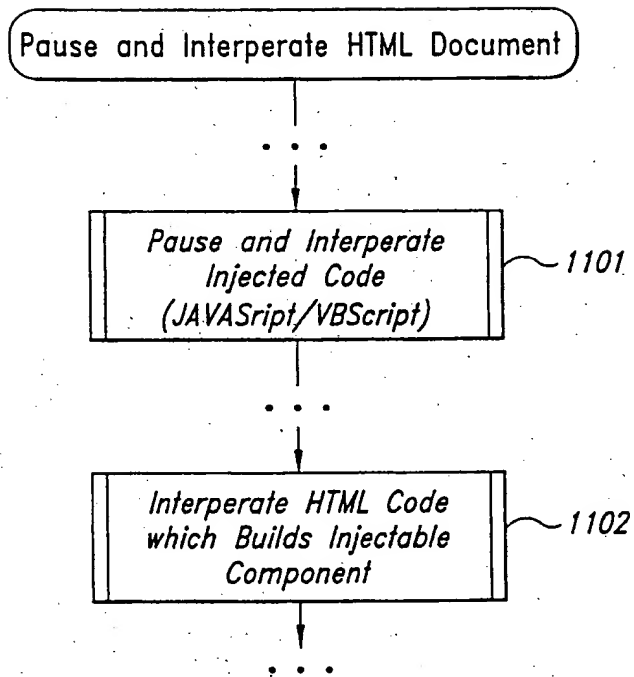 Pause and Interperate HTML Document
Pause and Interperate
Injected Code
(JAVASript/VBScript)
1101
Interperate HTML Code
which Builds Injectable
Component
1102